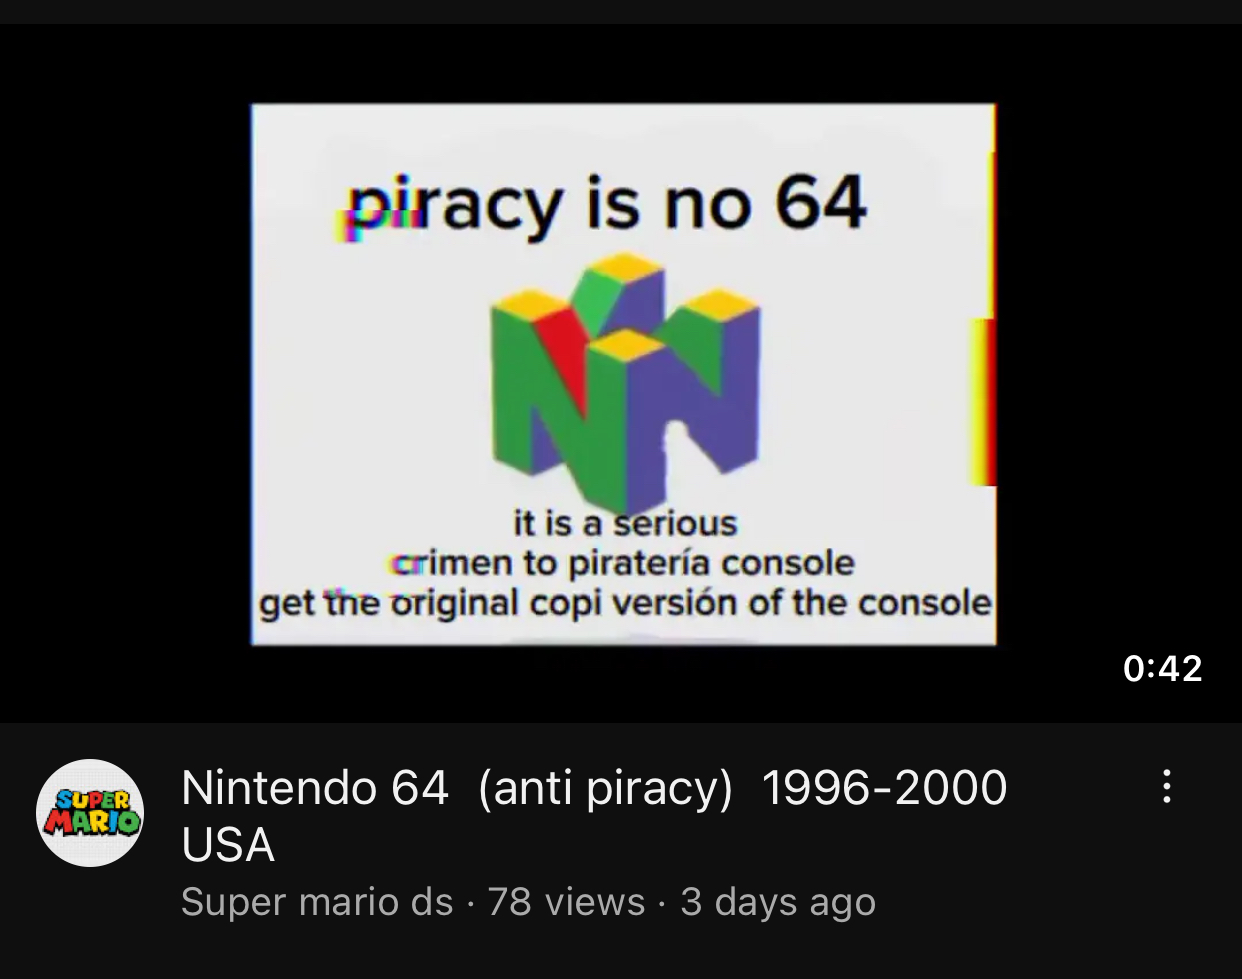 piracy is no 64
it is a serious
crimen to piratería console
get the original copi versión of the console
0:42
SUPER
MARIO
Nintendo 64 (anti piracy) 1996-2000
USA
Super mario ds · 78 views · 3 days ago